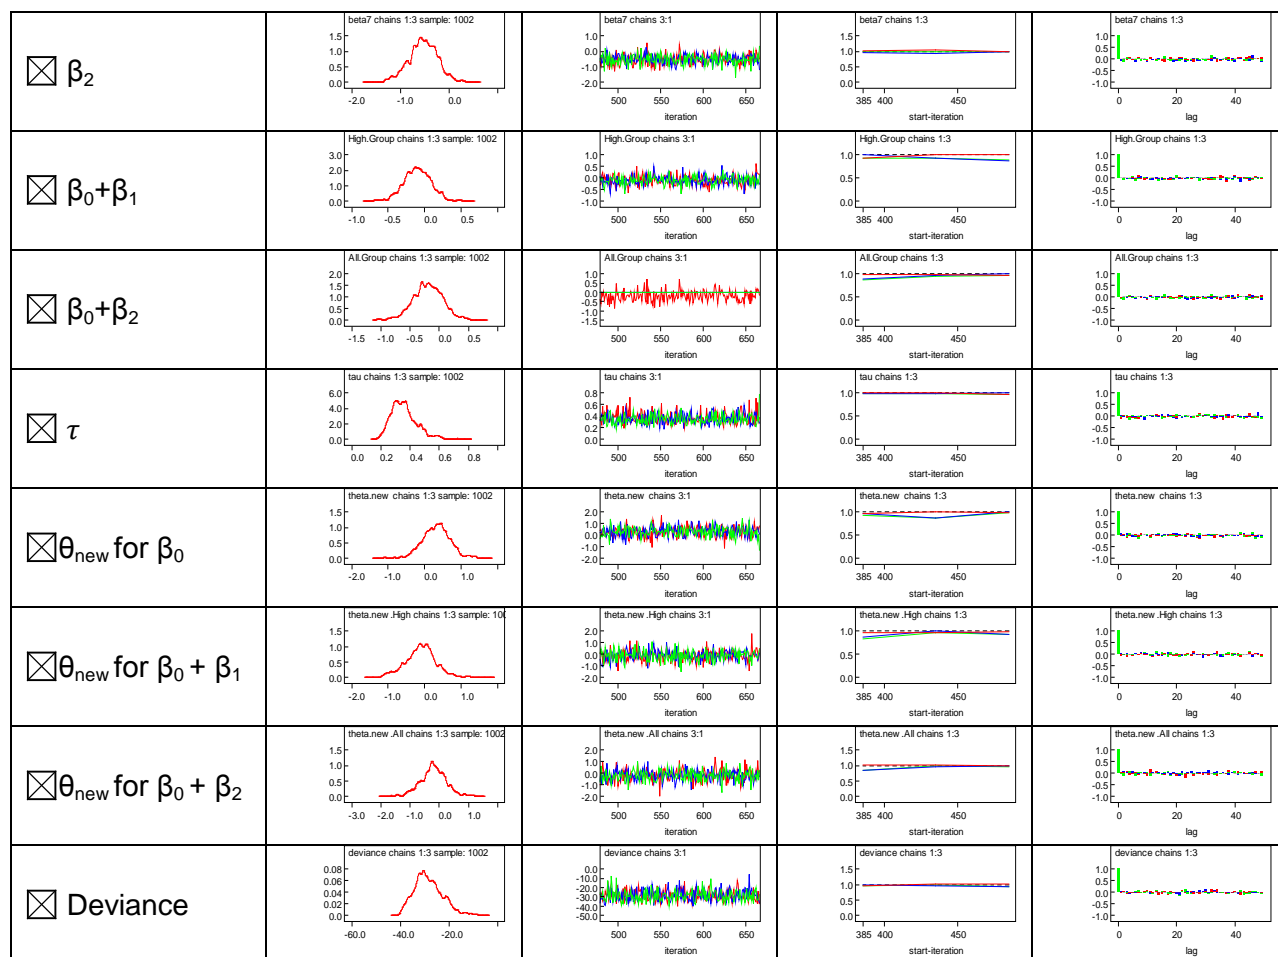 ☒ β2
beta7 chains 1:3 sample: 1002
1.5
1.0
0.5
0.0
-2.0 -1.0 0.0
beta7 chains 3:1
1.0
0.0
-1.0
-2.0
500 550 600 650
iteration
beta7 chains 1:3
1.5
1.0
0.5
0.0
385 400 450
start-iteration
beta7 chains 1:3
1.0
0.5
0.0
-0.5
-1.0
0 20 40
lag
☒ β0+β1
High.Group chains 1:3 sample: 1002
3.0
2.0
1.0
0.0
-1.0 -0.5 0.0 0.5
High.Group chains 3:1
1.0
0.5
0.0
-0.5
-1.0
500 550 600 650
iteration
High.Group chains 1:3
1.0
0.5
0.0
385 400 450
start-iteration
High.Group chains 1:3
1.0
0.5
0.0
-0.5
-1.0
0 20 40
lag
☒ β0+β2
All.Group chains 1:3 sample: 1002
2.0
1.5
1.0
0.5
0.0
-1.5 -1.0 -0.5 0.0 0.5
All.Group chains 3:1
1.0
0.5
0.0
-0.5
-1.0
-1.5
500 550 600 650
iteration
All.Group chains 1:3
1.0
0.5
0.0
385 400 450
start-iteration
All.Group chains 1:3
1.0
0.5
0.0
-0.5
-1.0
0 20 40
lag
☒ τ
tau chains 1:3 sample: 1002
6.0
4.0
2.0
0.0
0.0 0.2 0.4 0.6 0.8
tau chains 3:1
0.8
0.6
0.4
0.2
0.0
500 550 600 650
iteration
tau chains 1:3
1.0
0.5
0.0
385 400 450
start-iteration
tau chains 1:3
1.0
0.5
0.0
-0.5
-1.0
0 20 40
lag
☒θnew for β0
theta.new chains 1:3 sample: 1002
1.5
1.0
0.5
0.0
-2.0 -1.0 0.0 1.0
theta.new chains 3:1
2.0
1.0
0.0
-1.0
-2.0
500 550 600 650
iteration
theta.new chains 1:3
1.0
0.5
0.0
385 400 450
start-iteration
theta.new chains 1:3
1.0
0.5
0.0
-0.5
-1.0
0 20 40
lag
☒θnew for β0 + β1
theta.new .High chains 1:3 sample: 100
1.5
1.0
0.5
0.0
-2.0 -1.0 0.0 1.0
theta.new .High chains 3:1
2.0
1.0
0.0
-1.0
-2.0
500 550 600 650
iteration
theta.new .High chains 1:3
1.0
0.5
0.0
385 400 450
start-iteration
theta.new .High chains 1:3
1.0
0.5
0.0
-0.5
-1.0
0 20 40
lag
☒θnew for β0 + β2
theta.new .All chains 1:3 sample: 1002
1.5
1.0
0.5
0.0
-3.0 -2.0 -1.0 0.0 1.0
theta.new .All chains 3:1
2.0
1.0
0.0
-1.0
-2.0
500 550 600 650
iteration
theta.new .All chains 1:3
1.5
1.0
0.5
0.0
385 400 450
start-iteration
theta.new .All chains 1:3
1.0
0.5
0.0
-0.5
-1.0
0 20 40
lag
☒ Deviance
deviance chains 1:3 sample: 1002
0.08
0.06
0.04
0.02
0.0
-60.0 -40.0 -20.0
deviance chains 3:1
0.0
-10.0
-20.0
-30.0
-40.0
-50.0
500 550 600 650
iteration
deviance chains 1:3
1.5
1.0
0.5
0.0
385 400 450
start-iteration
deviance chains 1:3
1.0
0.5
0.0
-0.5
-1.0
0 20 40
lag